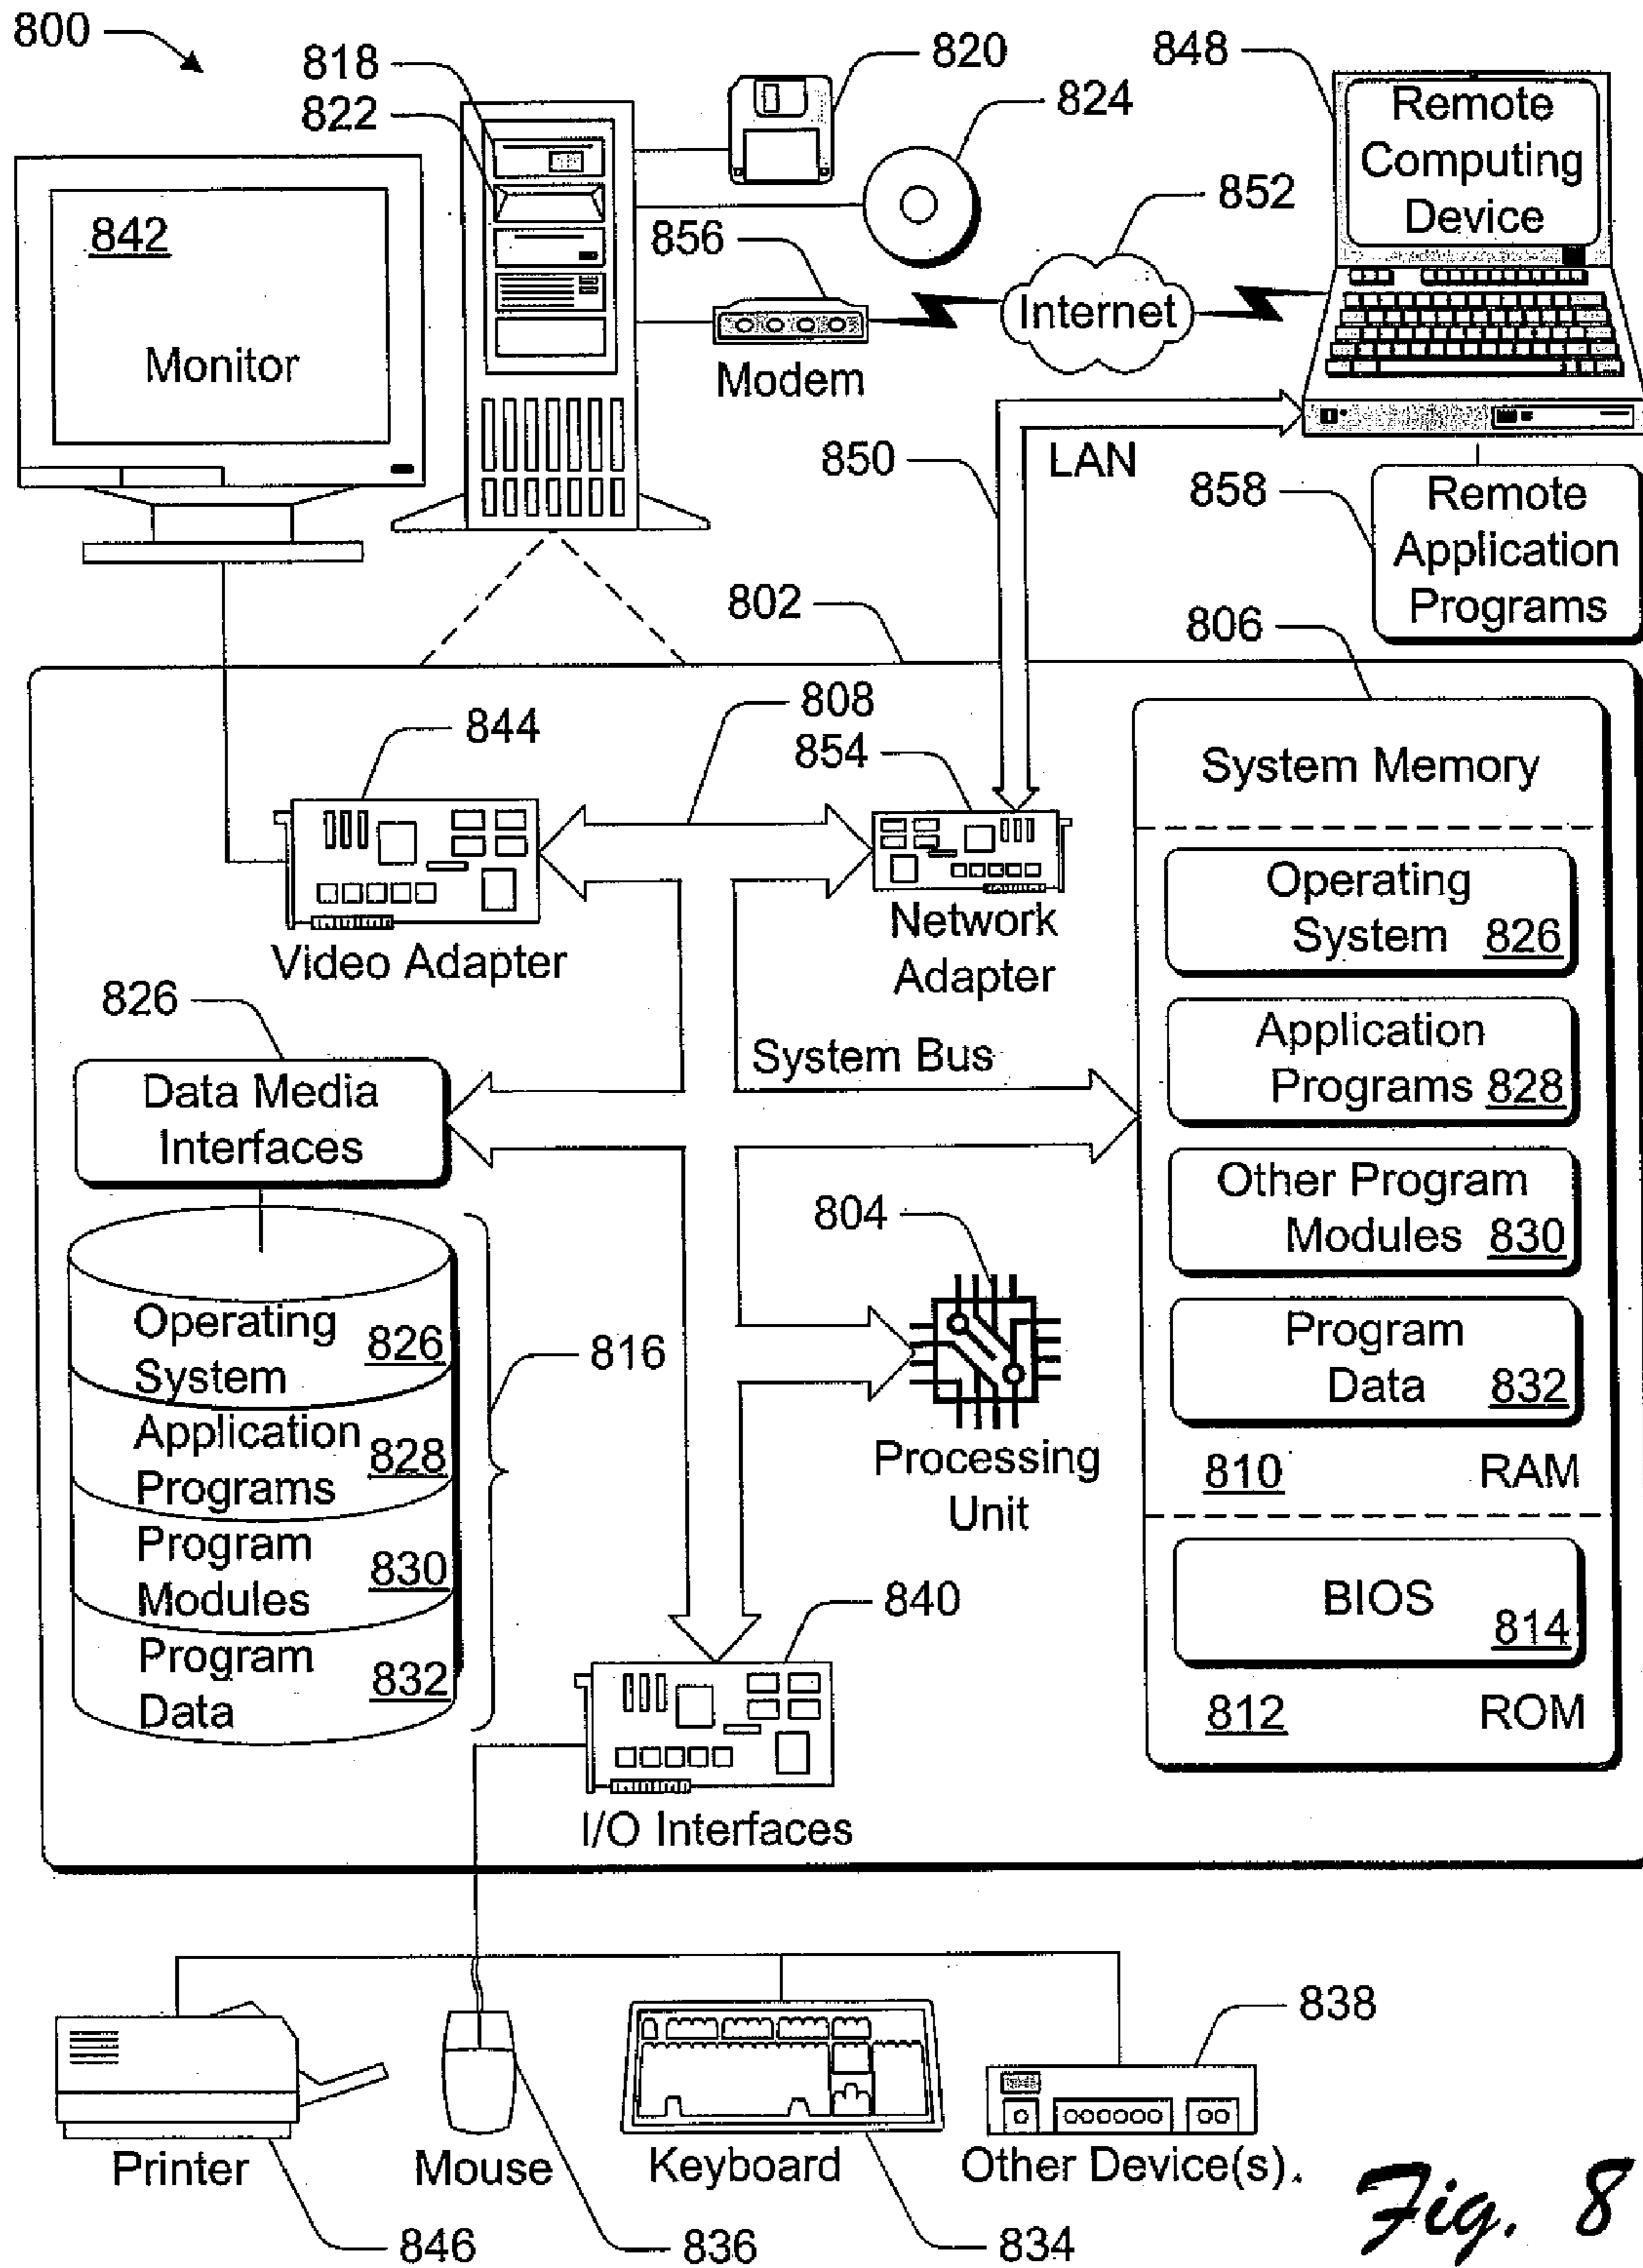 800
818
822
820
824
848
Remote
Computing
Device
842
Monitor
856
Modem
852
Internet
850
LAN
858
Remote
Application
Programs
802
806
808
844
854
Video Adapter
Network
Adapter
System Memory
Operating
System 826
Application
Programs 828
Other Program
Modules 830
Program
Data 832
810 RAM
BIOS
814
812 ROM
826
Data Media
Interfaces
System Bus
804
Processing
Unit
Operating
System 826
Application
Programs 828
Program
Modules 830
Program
Data 832
816
840
I/O Interfaces
838
Printer
Mouse
Keyboard
Other Device(s)
846
836
834
Fig. 8